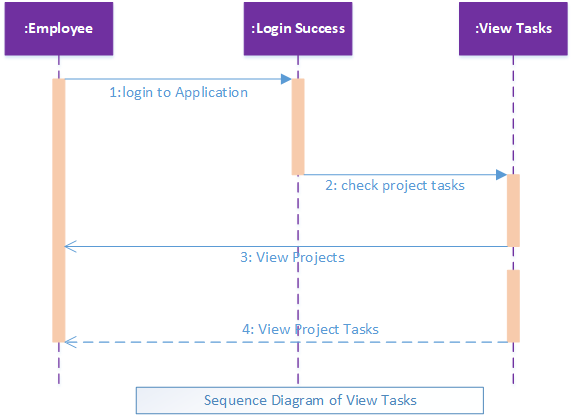 :Employee
:Login Success
:View Tasks
1:login to Application
2: check project tasks
3: View Projects
4: View Project Tasks
Sequence Diagram of View Tasks